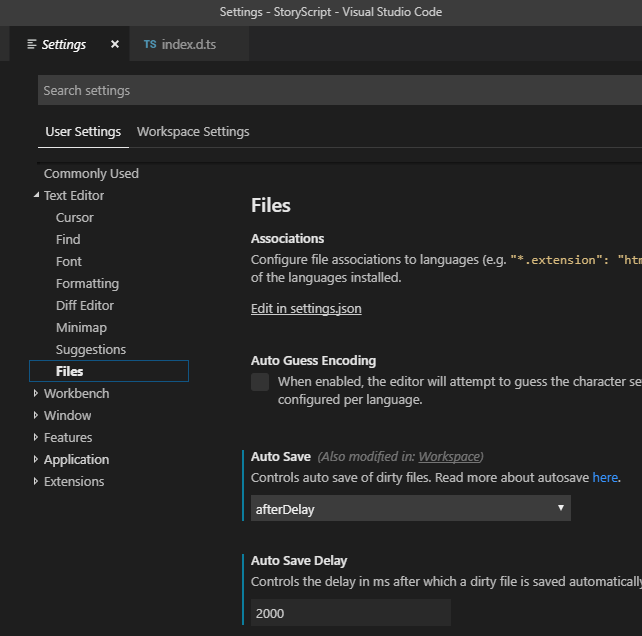 Settings - StoryScript - Visual Studio Code
Settings × TS index.d.ts
Search settings
User Settings Workspace Settings
Commonly Used
Text Editor
Cursor
Find
Font
Formatting
Diff Editor
Minimap
Suggestions
Files
Workbench
Window
Features
Application
Extensions
Files
Associations
Configure file associations to languages (e.g. "*.extension": "htm
of the languages installed.
Edit in settings.json
Auto Guess Encoding
When enabled, the editor will attempt to guess the character se
configured per language.
Auto Save (Also modified in: Workspace)
Controls auto save of dirty files. Read more about autosave here.
afterDelay
Auto Save Delay
Controls the delay in ms after which a dirty file is saved automatically
2000